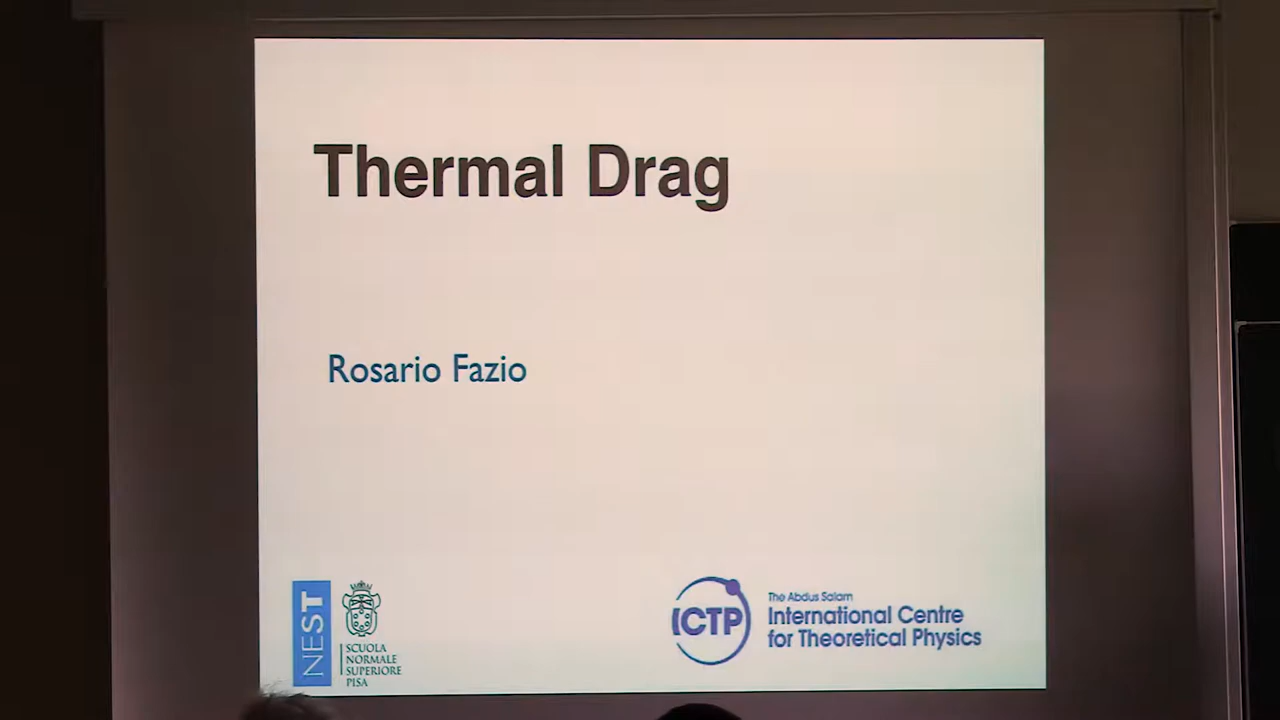 Thermal Drag
Rosario Fazio
NEST
SCUOLA
NORMALE
SUPERIORE
PISA
ICTP
The Abdus Salam
International Centre
for Theoretical Physics